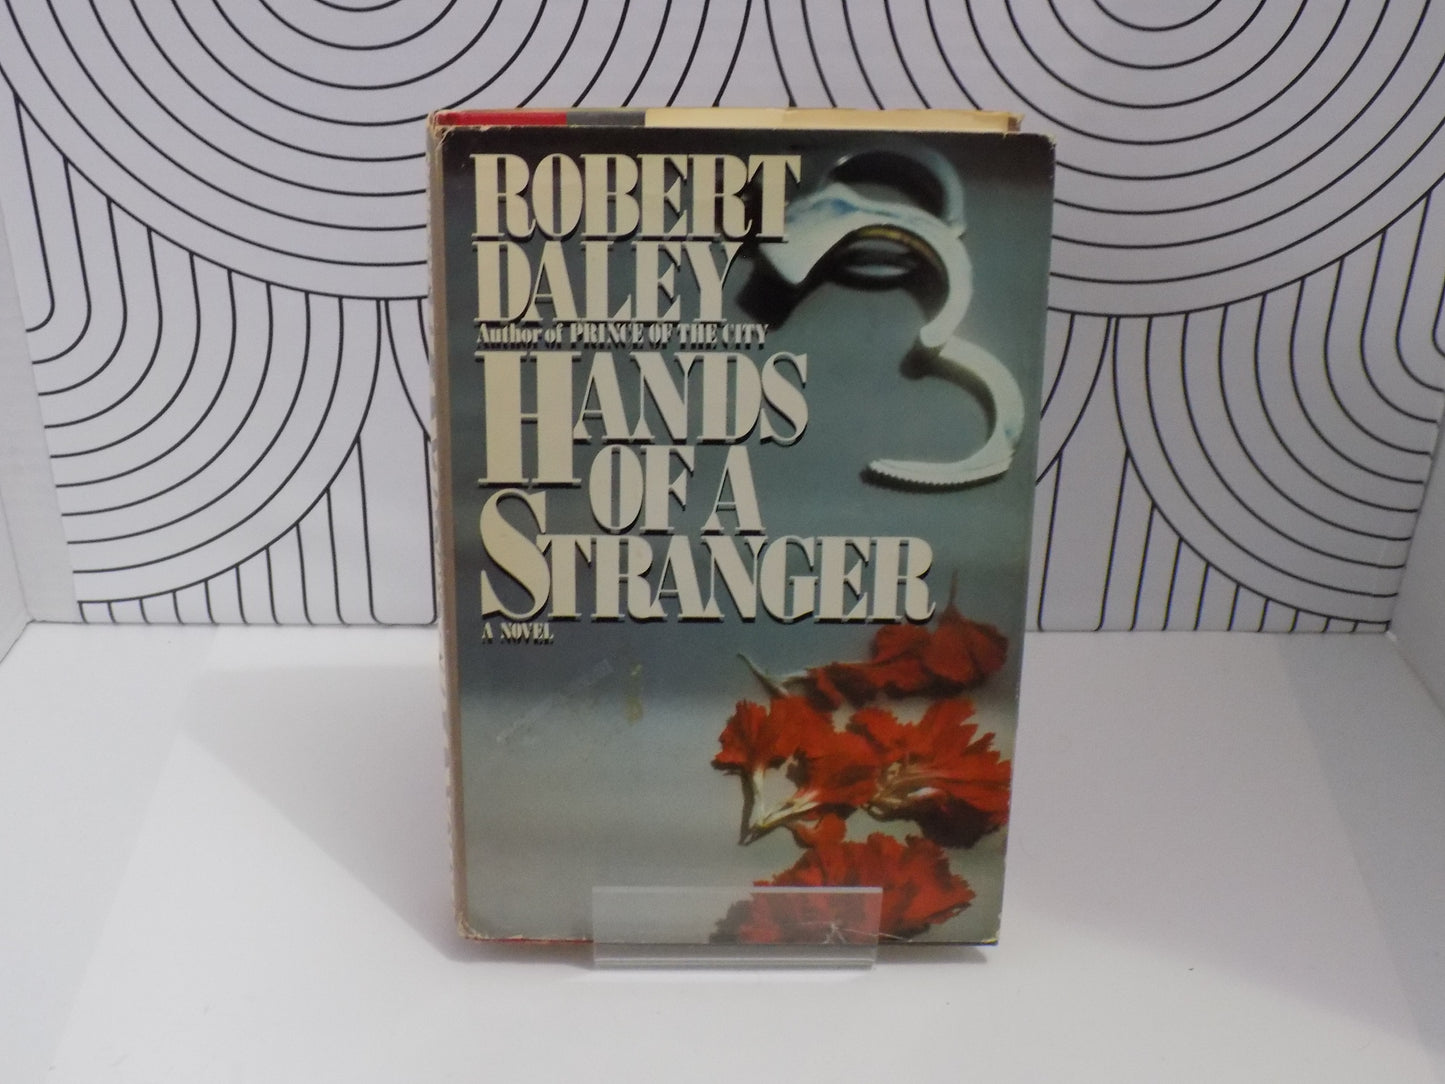 ROBERT
DALEY
Author of PRINCE OF THE CITY
HANDS
OF A
STRANGER
A NOVEL